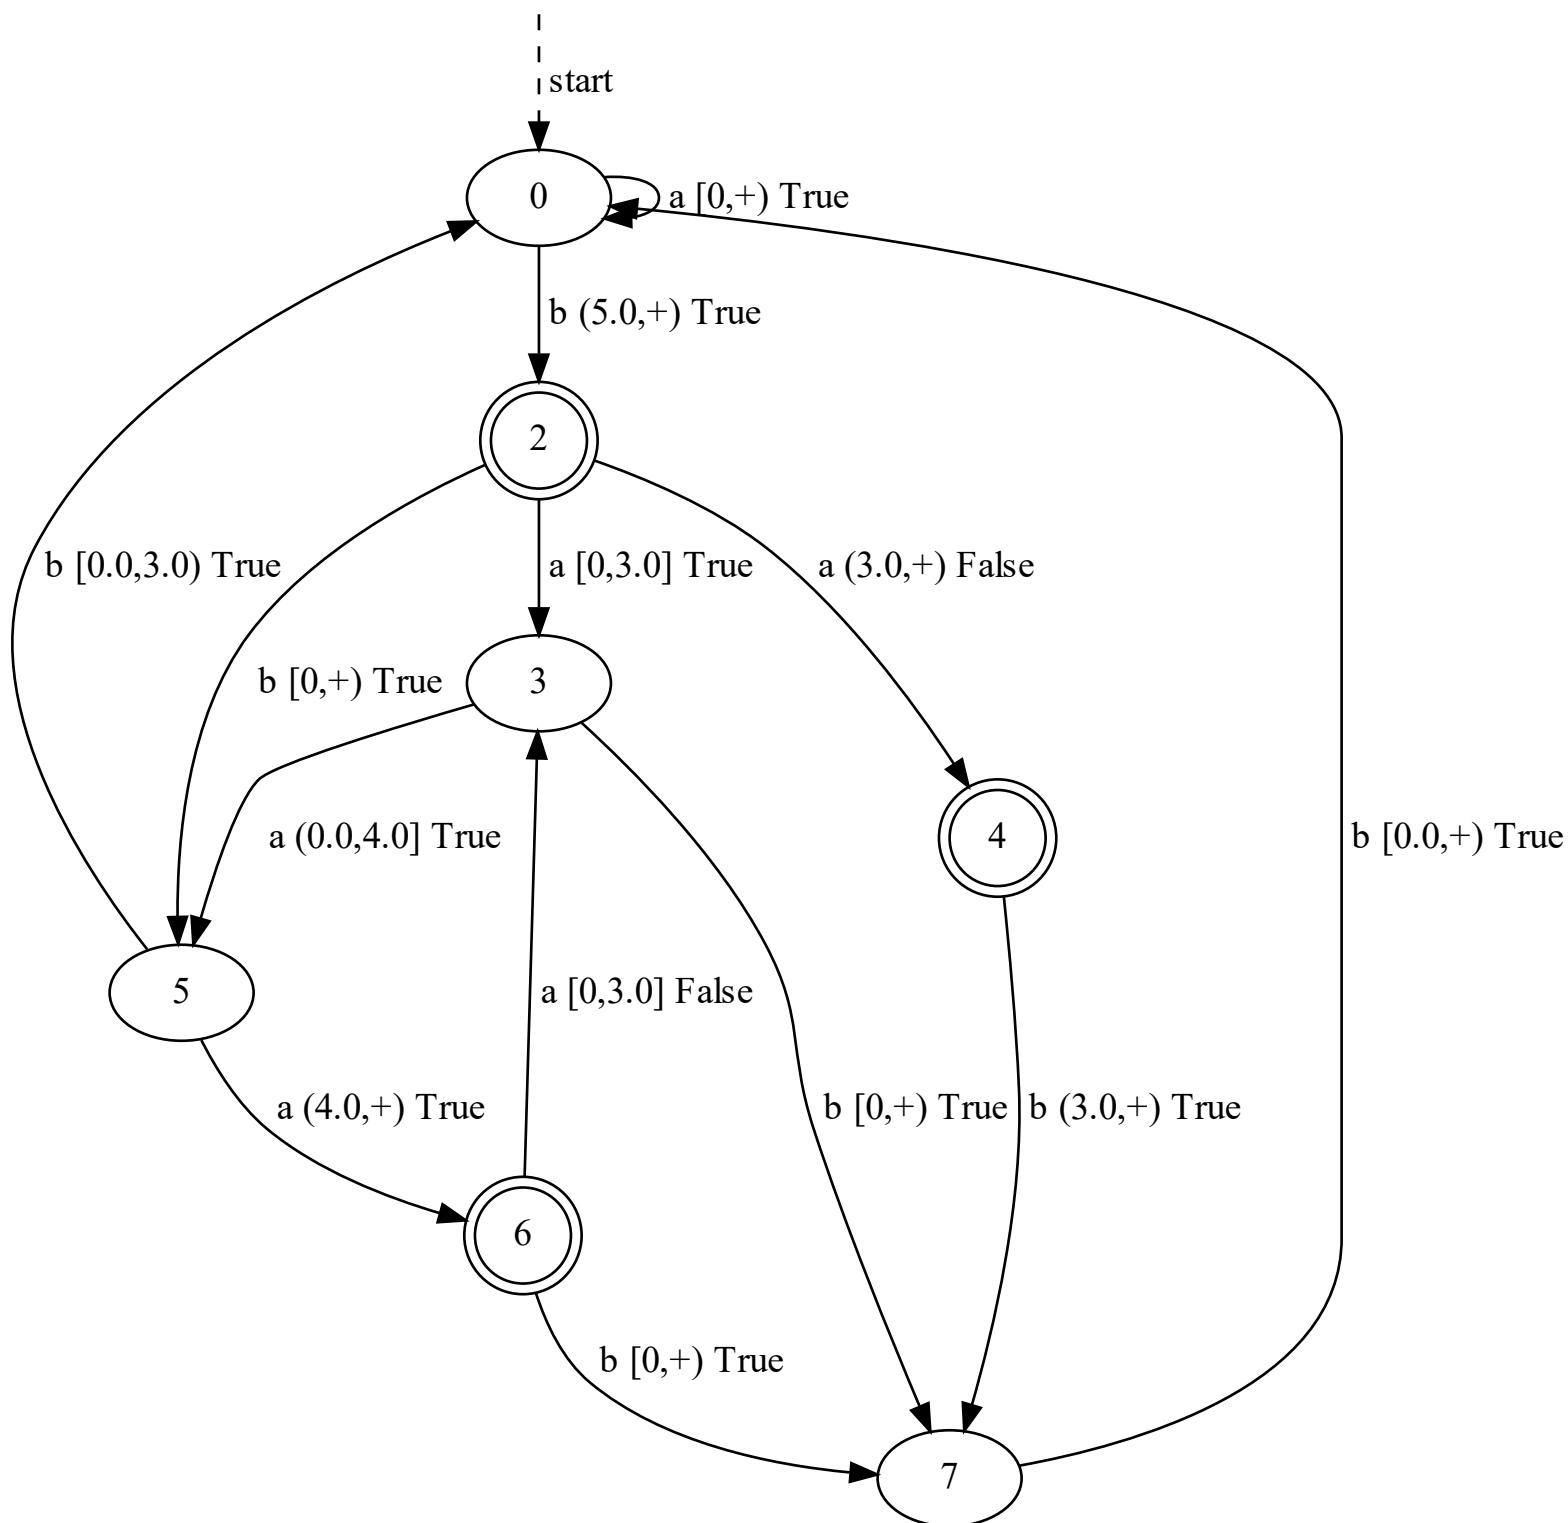 start
0
a [0,+) True
b (5.0,+) True
2
b [0.0,3.0) True
a [0,3.0] True
a (3.0,+) False
b [0,+) True
3
a (0.0,4.0] True
4
b [0.0,+) True
5
a [0,3.0] False
a (4.0,+) True
b [0,+) True
b (3.0,+) True
6
b [0,+) True
7